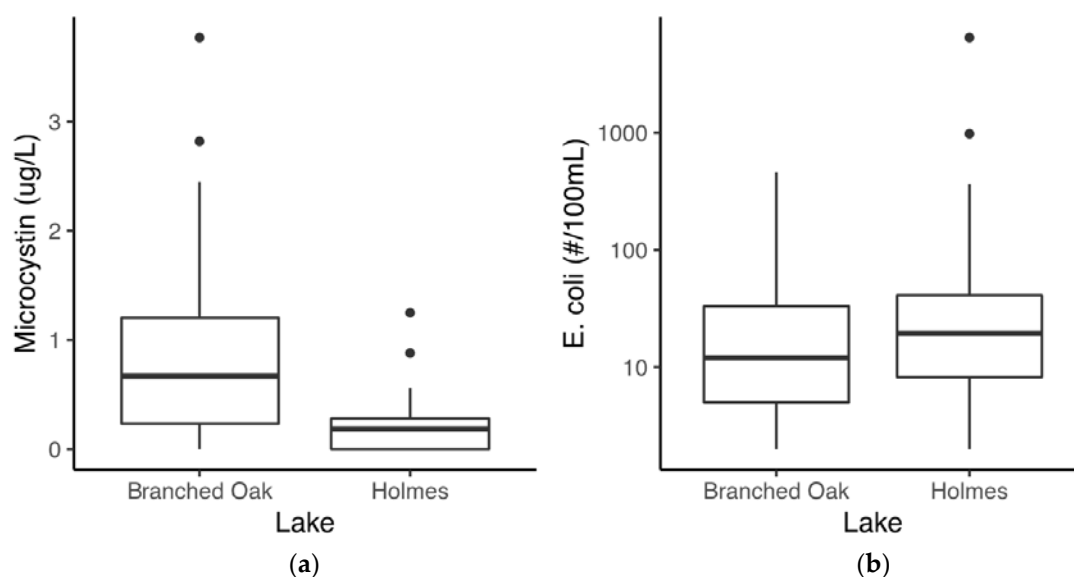 Microcystin (ug/L)
3
2
1
0
Branched Oak
Holmes
Lake
(a)
E. coli (#/100mL)
1000
100
10
Branched Oak
Holmes
Lake
(b)